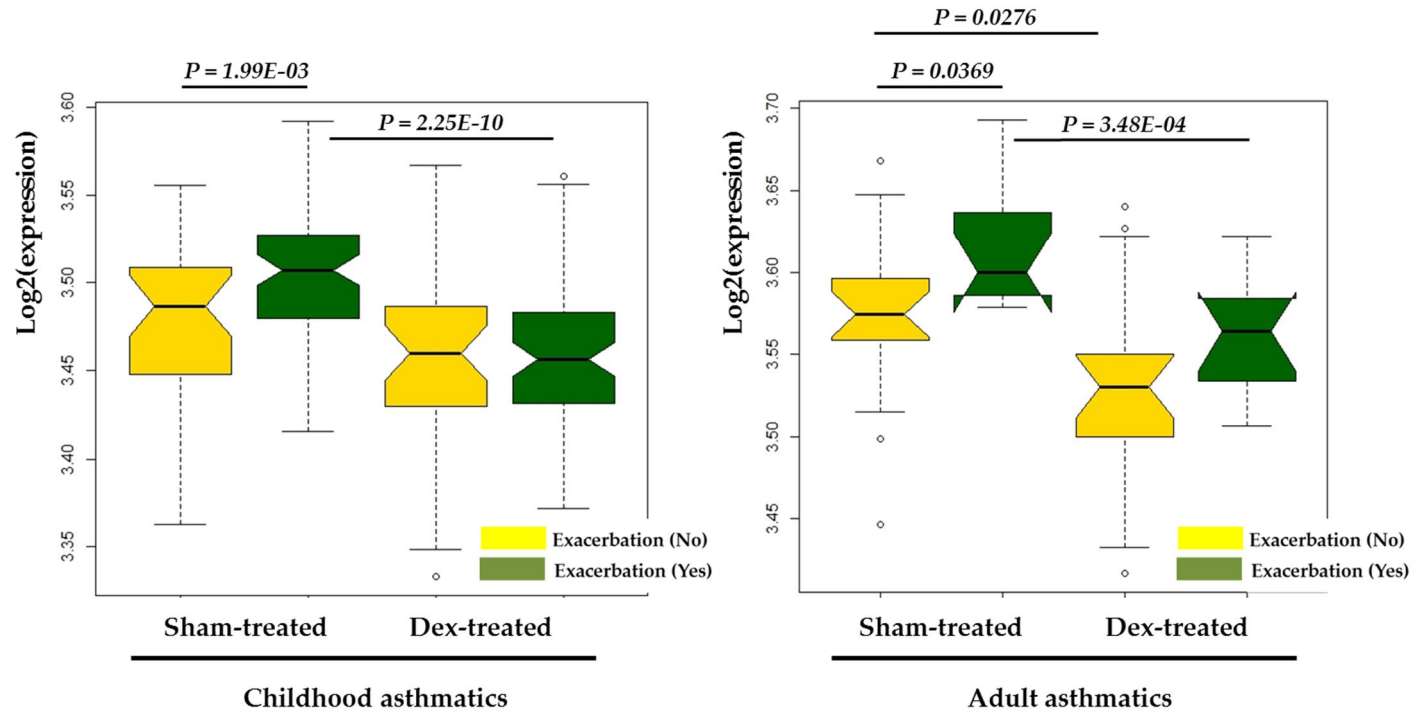 P = 0.0276
P = 1.99E-03
P = 0.0369
P = 2.25E-10
P = 3.48E-04
Log2(expression)
3.60
3.55
3.50
3.45
3.40
3.35
Exacerbation (No)
Exacerbation (Yes)
Sham-treated
Dex-treated
Childhood asthmatics
Log2(expression)
3.70
3.65
3.60
3.55
3.50
3.45
Exacerbation (No)
Exacerbation (Yes)
Sham-treated
Dex-treated
Adult asthmatics